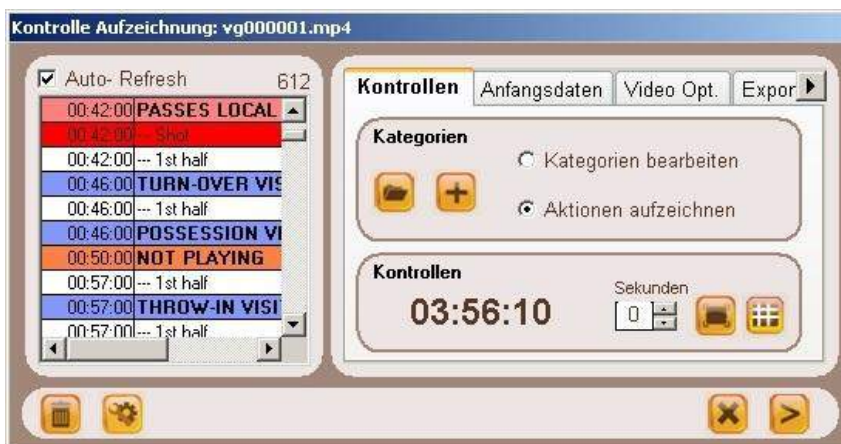 Kontrolle Aufzeichnung: vg000001.mp4
Auto- Refresh 612
00:42:00 PASSES LOCAL
00:42:00 --- Shot
00:42:00 --- 1st half
00:46:00 TURN-OVER VIS
00:46:00 --- 1st half
00:46:00 POSSESSION VI
00:50:00 NOT PLAYING
00:57:00 --- 1st half
00:57:00 THROW-IN VISI
00:57:00 --- 1st half
Kontrollen Anfangsdaten Video Opt. Expor
Kategorien
Kategorien bearbeiten
Aktionen aufzeichnen
Kontrollen
03:56:10
Sekunden
0